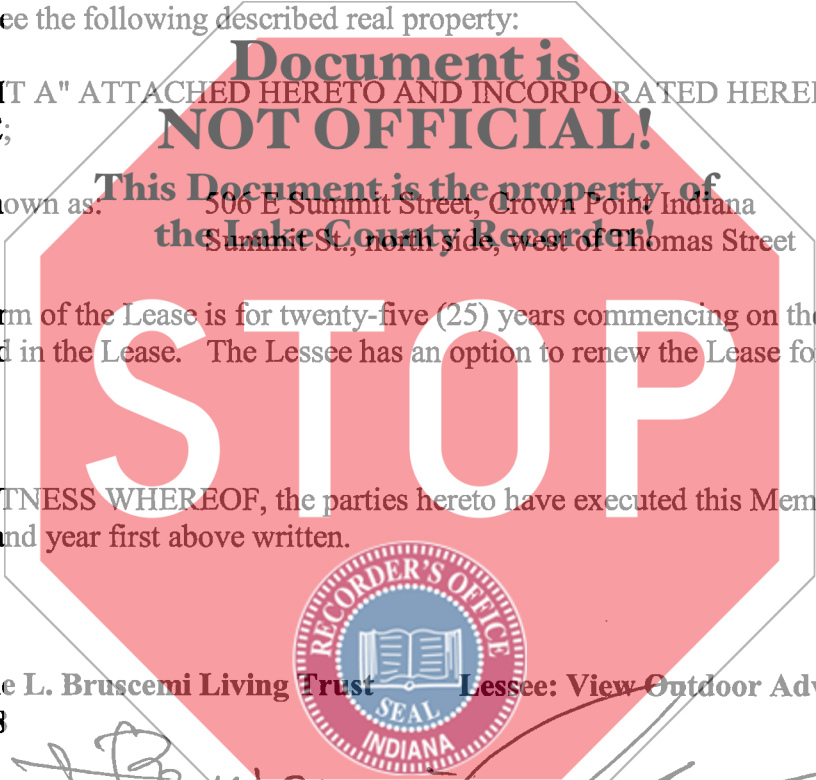 ee the following described real property:
Document is
IT A" ATTACHED HERETO AND INCORPORATED HEREI
NOT OFFICIAL!
;
This Document is the property of
own as: 506 E Summit Street, Crown Point Indiana
the Lake County Recorder!
Summit St., north side, west of Thomas Street
rm of the Lease is for twenty-five (25) years commencing on the
d in the Lease. The Lessee has an option to renew the Lease fo
STOP
TNESS WHEREOF, the parties hereto have executed this Mem
and year first above written.
RECORDER'S OFFICE
SEAL
INDIANA
e L. Bruscemi Living Trust Lessee: View Outdoor Adv